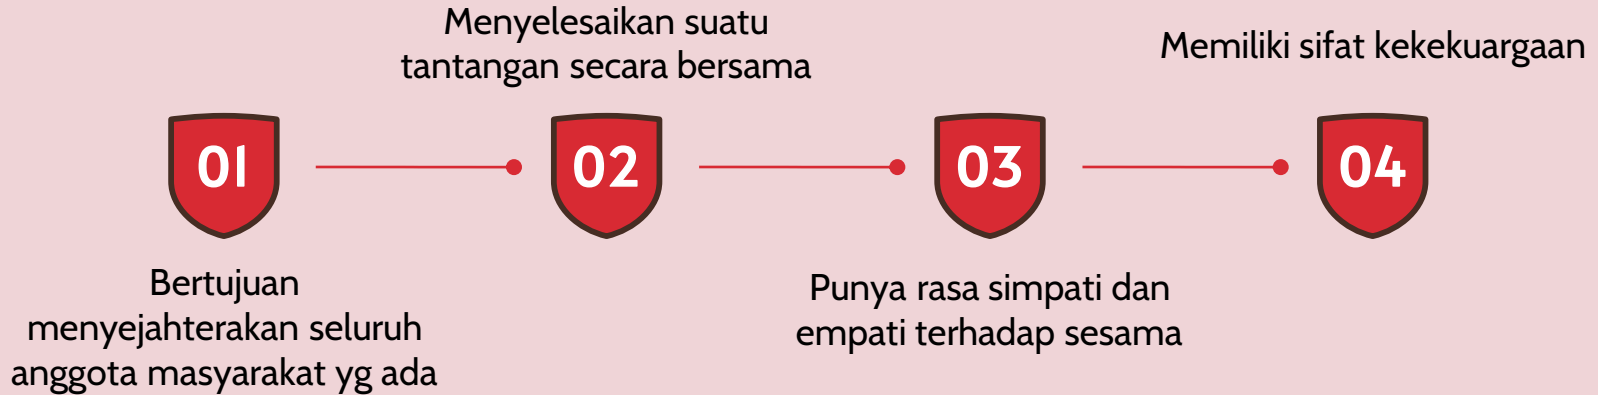 01
Bertujuan
menyejahterakan seluruh
anggota masyarakat yg ada
Menyelesaikan suatu
tantangan secara bersama
02
03
Punya rasa simpati dan
empati terhadap sesama
Memiliki sifat kekekuargaan
04